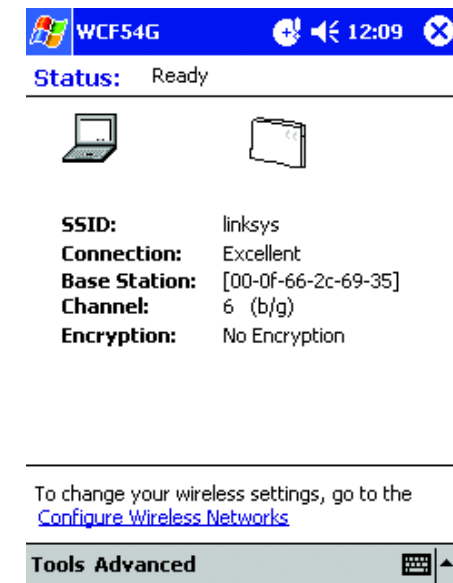 WCF54G 12:09
Status: Ready
SSID: linksys
Connection: Excellent
Base Station: [00-0f-66-2c-69-35]
Channel: 6 (b/g)
Encryption: No Encryption
To change your wireless settings, go to the
Configure Wireless Networks
Tools Advanced